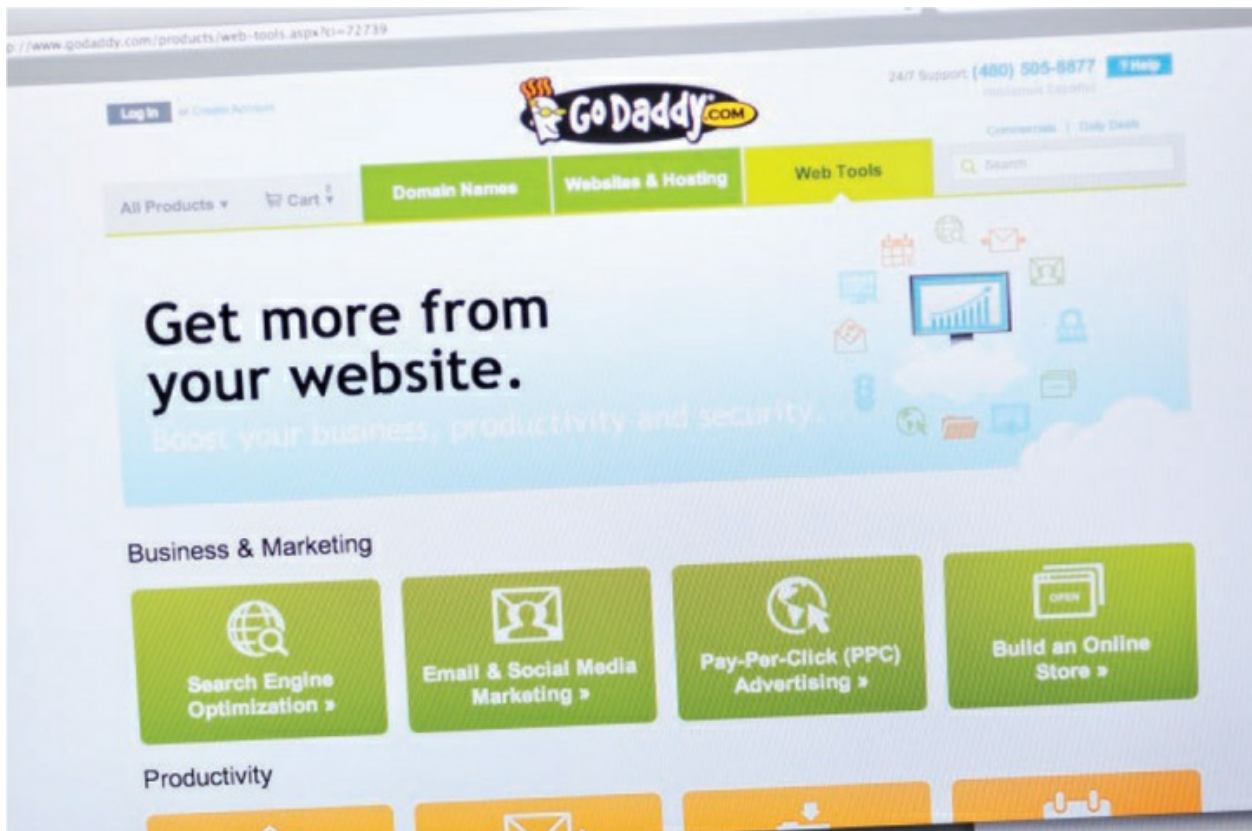 p://www.godaddy.com/products/web-tools.aspx?ci=72739
Log In or Create Account
GoDaddy.COM
24/7 Support: (480) 505-8877 ? Help
Commercials | Daily Deals
All Products
Cart
Domain Names
Websites & Hosting
Web Tools
Search
Get more from
your website.
Boost your business, productivity and security.
Business & Marketing
Search Engine
Optimization »
Email & Social Media
Marketing »
Pay-Per-Click (PPC)
Advertising »
OPEN
Build an Online
Store »
Productivity